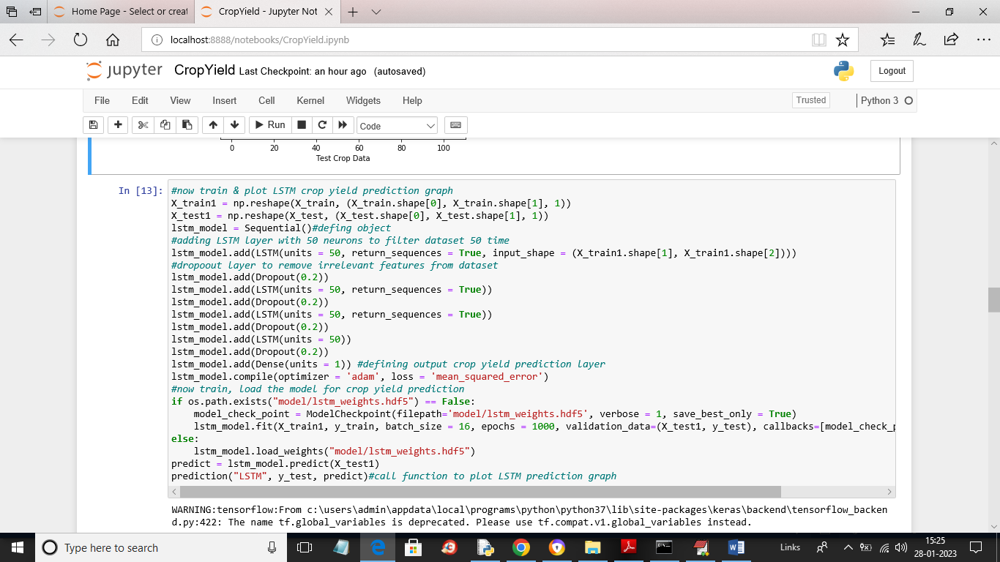 Home Page - Select or creat
CropYield - Jupyter Not
localhost:8888/notebooks/CropYield.ipynb
jupyter CropYield Last Checkpoint: an hour ago (autosaved)
Logout
File Edit View Insert Cell Kernel Widgets Help
Trusted
Python 3
Run
Code
0 20 40 60 80 100
Test Crop Data
In [13]:
#now train & plot LSTM crop yield prediction graph
X_train1 = np.reshape(X_train, (X_train.shape[0], X_train.shape[1], 1))
X_test1 = np.reshape(X_test, (X_test.shape[0], X_test.shape[1], 1))
lstm_model = Sequential()#defing object
#adding LSTM layer with 50 neurons to filter dataset 50 time
lstm_model.add(LSTM(units = 50, return_sequences = True, input_shape = (X_train1.shape[1], X_train1.shape[2])))
#dropoout layer to remove irrelevant features from dataset
lstm_model.add(Dropout(0.2))
lstm_model.add(LSTM(units = 50, return_sequences = True))
lstm_model.add(Dropout(0.2))
lstm_model.add(LSTM(units = 50, return_sequences = True))
lstm_model.add(Dropout(0.2))
lstm_model.add(LSTM(units = 50))
lstm_model.add(Dropout(0.2))
lstm_model.add(Dense(units = 1)) #defining output crop yield prediction layer
lstm_model.compile(optimizer = 'adam', loss = 'mean_squared_error')
#now train, load the model for crop yield prediction
if os.path.exists("model/lstm_weights.hdf5") == False:
    model_check_point = ModelCheckpoint(filepath='model/lstm_weights.hdf5', verbose = 1, save_best_only = True)
    lstm_model.fit(X_train1, y_train, batch_size = 16, epochs = 1000, validation_data=(X_test1, y_test), callbacks=[model_check_p
else:
    lstm_model.load_weights("model/lstm_weights.hdf5")
predict = lstm_model.predict(X_test1)
prediction("LSTM", y_test, predict)#call function to plot LSTM prediction graph
WARNING:tensorflow:From c:\users\admin\appdata\local\programs\python\python37\lib\site-packages\keras\backend\tensorflow_backen
d.py:422: The name tf.global_variables is deprecated. Please use tf.compat.v1.global_variables instead.
Type here to search
Links
15:25
28-01-2023